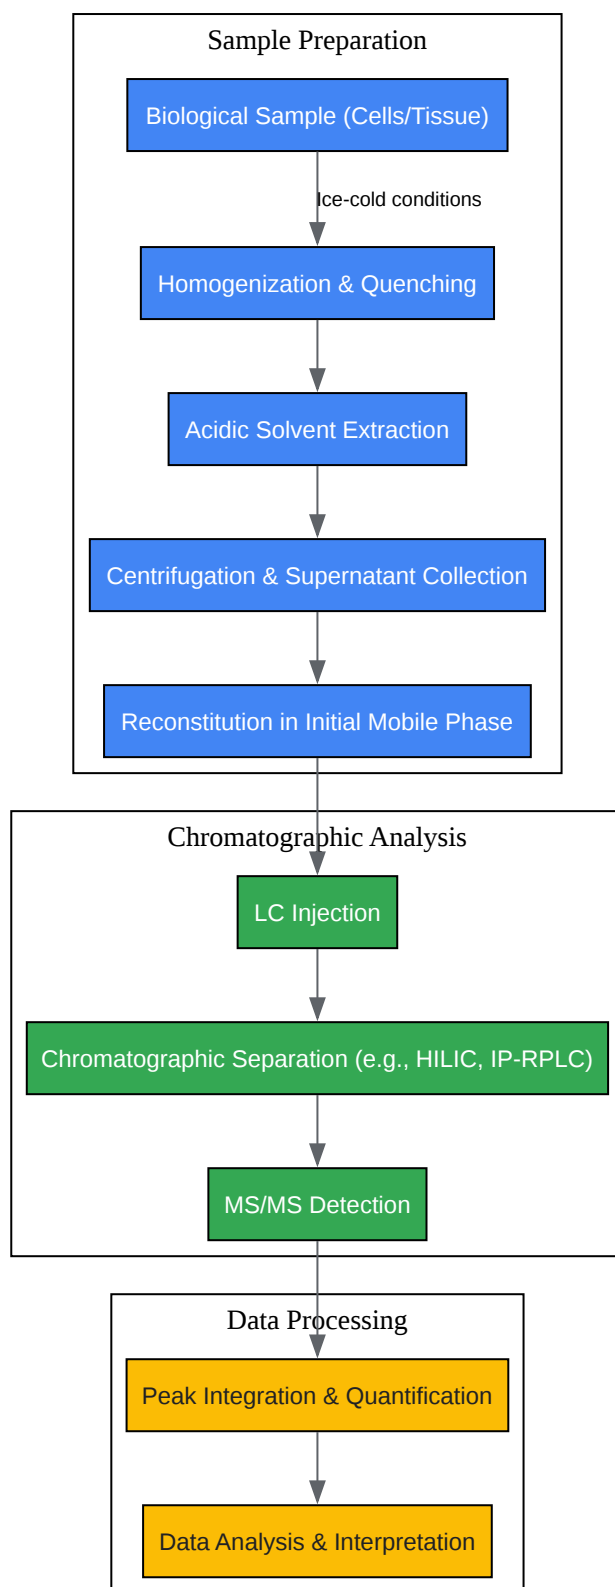 Sample Preparation
Biological Sample (Cells/Tissue)
Ice-cold conditions
Homogenization & Quenching
Acidic Solvent Extraction
Centrifugation & Supernatant Collection
Reconstitution in Initial Mobile Phase
Chromatographic Analysis
LC Injection
Chromatographic Separation (e.g., HILIC, IP-RPLC)
MS/MS Detection
Data Processing
Peak Integration & Quantification
Data Analysis & Interpretation